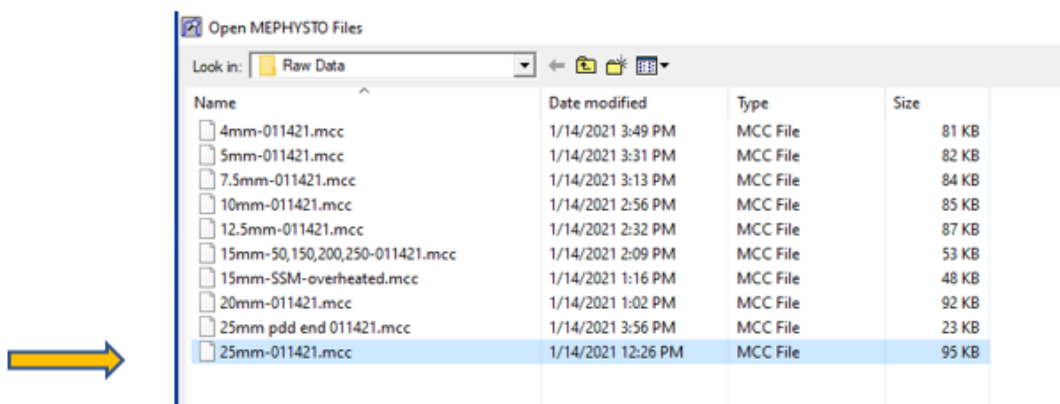 Open MEPHYSTO Files
Look in: Raw Data
Name Date modified Type Size
4mm-011421.mcc 1/14/2021 3:49 PM MCC File 81 KB
5mm-011421.mcc 1/14/2021 3:31 PM MCC File 82 KB
7.5mm-011421.mcc 1/14/2021 3:13 PM MCC File 84 KB
10mm-011421.mcc 1/14/2021 2:56 PM MCC File 85 KB
12.5mm-011421.mcc 1/14/2021 2:32 PM MCC File 87 KB
15mm-50,150,200,250-011421.mcc 1/14/2021 2:09 PM MCC File 53 KB
15mm-SSM-overheated.mcc 1/14/2021 1:16 PM MCC File 48 KB
20mm-011421.mcc 1/14/2021 1:02 PM MCC File 92 KB
25mm pdd end 011421.mcc 1/14/2021 3:56 PM MCC File 23 KB
25mm-011421.mcc 1/14/2021 12:26 PM MCC File 95 KB